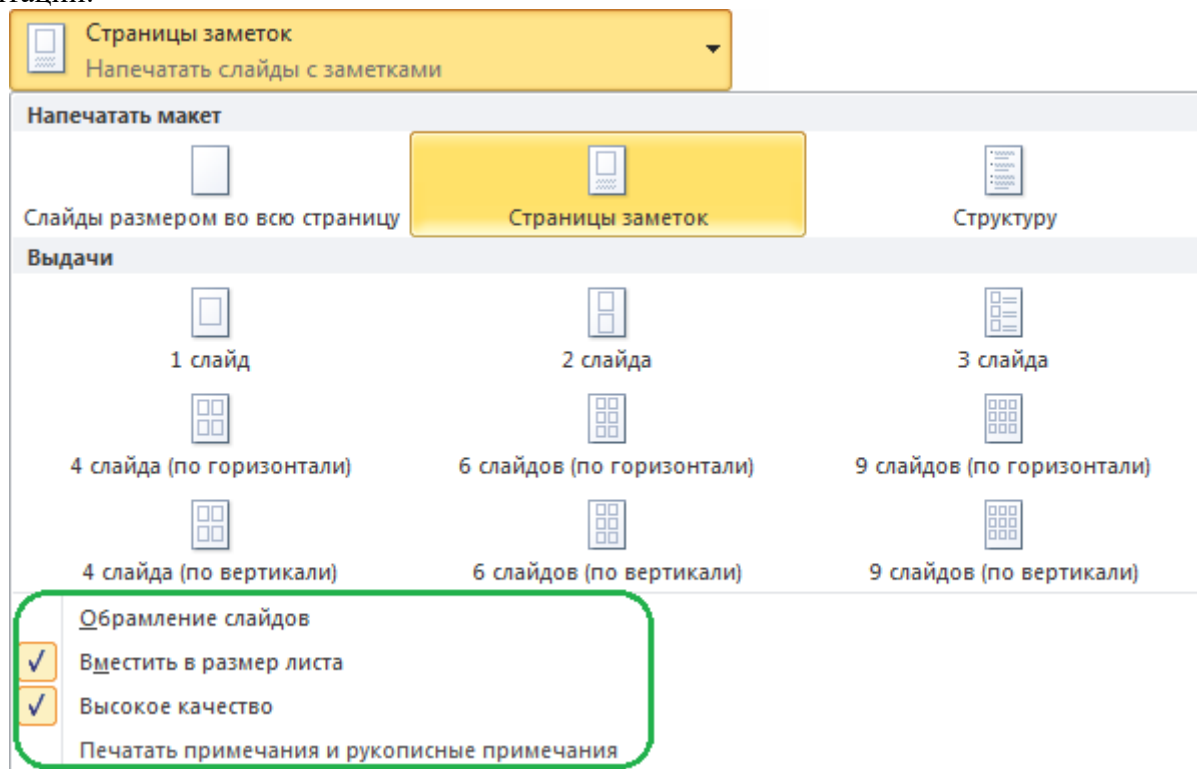 Страницы заметок
Напечатать слайды с заметками
Напечатать макет
Слайды размером во всю страницу Страницы заметок Структуру
Выдачи
1 слайд 2 слайда 3 слайда
4 слайда (по горизонтали) 6 слайдов (по горизонтали) 9 слайдов (по горизонтали)
4 слайда (по вертикали) 6 слайдов (по вертикали) 9 слайдов (по вертикали)
Обрамление слайдов
Вместить в размер листа
Высокое качество
Печатать примечания и рукописные примечания